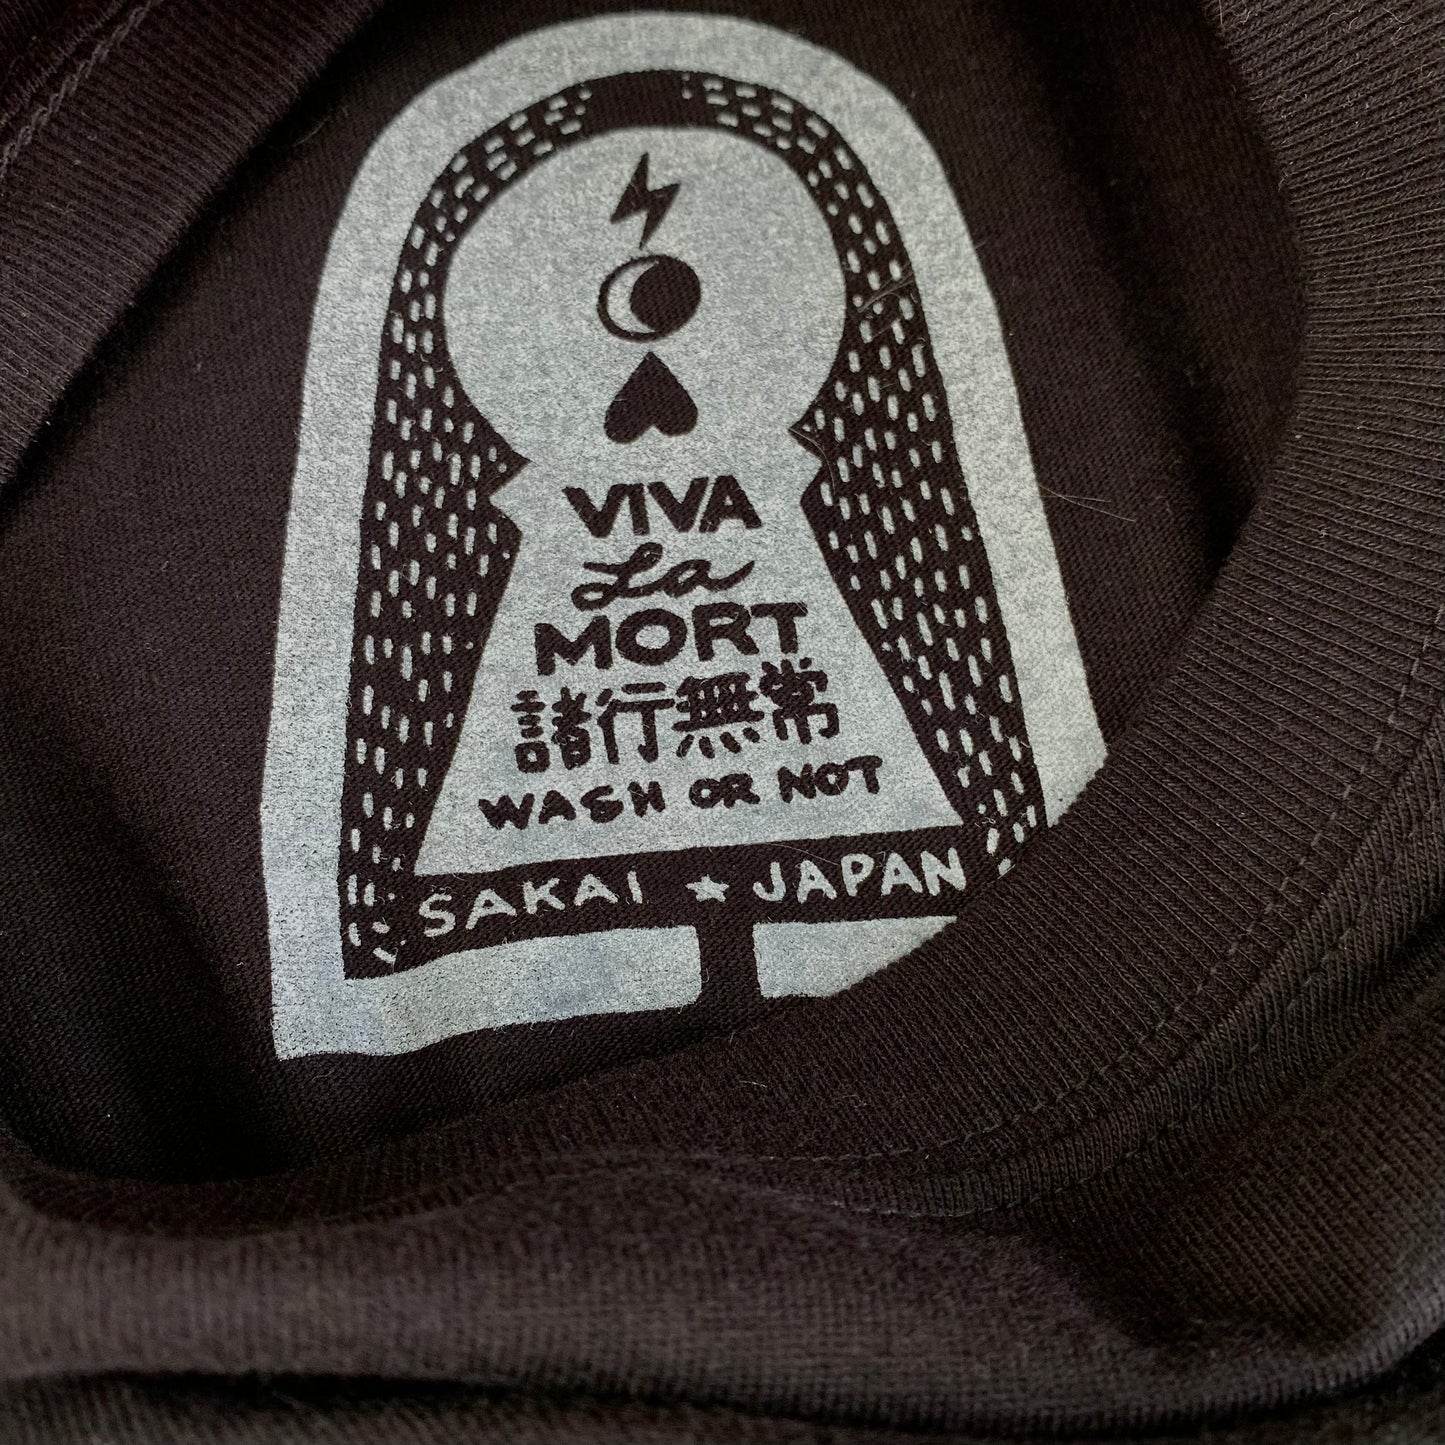 VIVA
La
MORT
諸行無常
WASH OR NOT
SAKAI ★ JAPAN